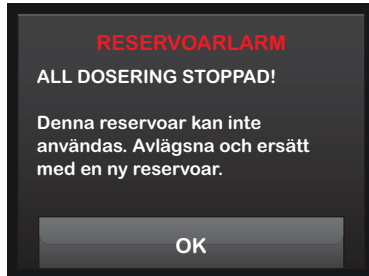 RESERVOARLARM
ALL DOSERING STOPPAD!
Denna reservoar kan inte
användas. Avlägsna och ersätt
med en ny reservoar.
OK